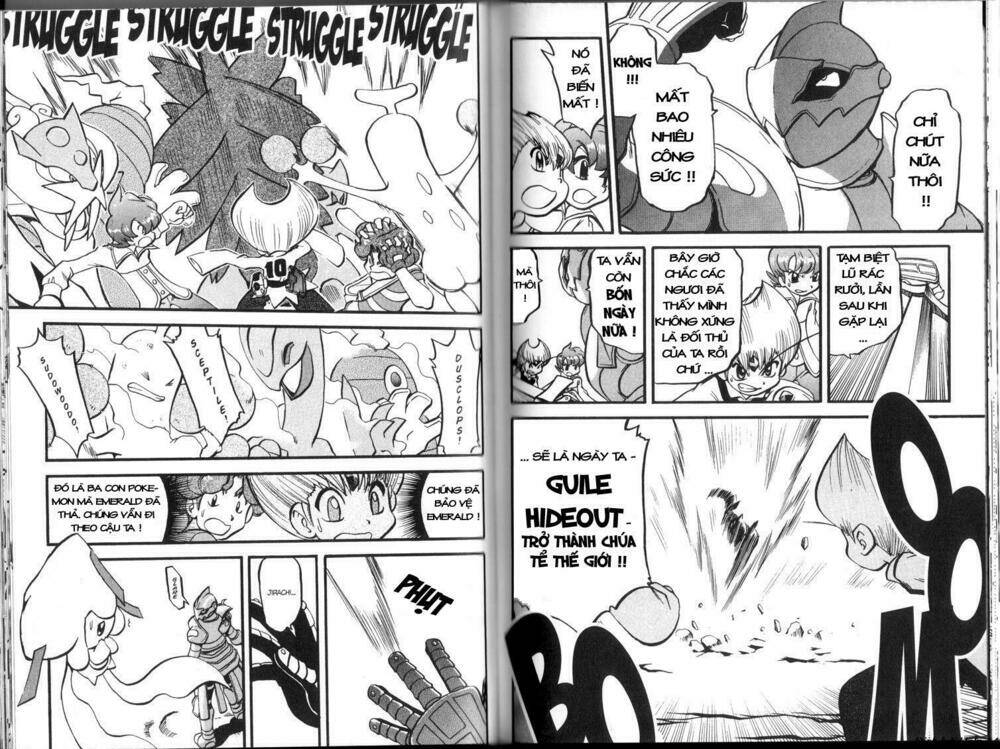 STRUGGLE STRUGGLE STRUGGLE STRUGGLE
10
SUDOWOODO,
SCEPTILE!
DUSCLOPS!
ĐÓ LÀ BA CON POKE-
MON MÀ EMERALD ĐÃ
THẢ. CHÚNG VẪN ĐI
THEO CẬU TA !
CHÚNG ĐÃ
BẢO VỆ
EMERALD !
JIRACHI...
PHỤT
NÓ
ĐÃ
BIẾN
MẤT !
KHÔNG
!!!
MẤT
BAO
NHIÊU
CÔNG
SỨC !!
CHỈ
CHÚT
NỮA
THÔI
!!
MÀ
THÔI !
TA VẪN
CÒN
BỐN
NGÀY
NỮA !!
BÂY GIỜ
CHẮC CÁC
NGƯƠI ĐÃ
THẤY MÌNH
KHÔNG XỨNG
LÀ ĐỐI THỦ
CỦA TA RỒI
CHỨ ...
TẠM BIỆT
LŨ RÁC
RƯỞI, LẦN
SAU KHI
GẶP LẠI
...
... SẼ LÀ NGÀY TA -
GUILE
HIDEOUT -
TRỞ THÀNH CHÚA
TỂ THẾ GIỚI !!
BOOMP